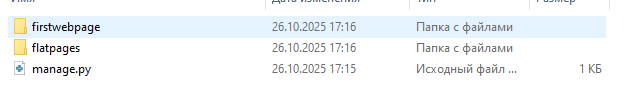 Имя Дата изменения Тип Размер
firstwebpage 26.10.2025 17:16 Папка с файлами
flatpages 26.10.2025 17:16 Папка с файлами
manage.py 26.10.2025 17:15 Исходный файл ... 1 КБ